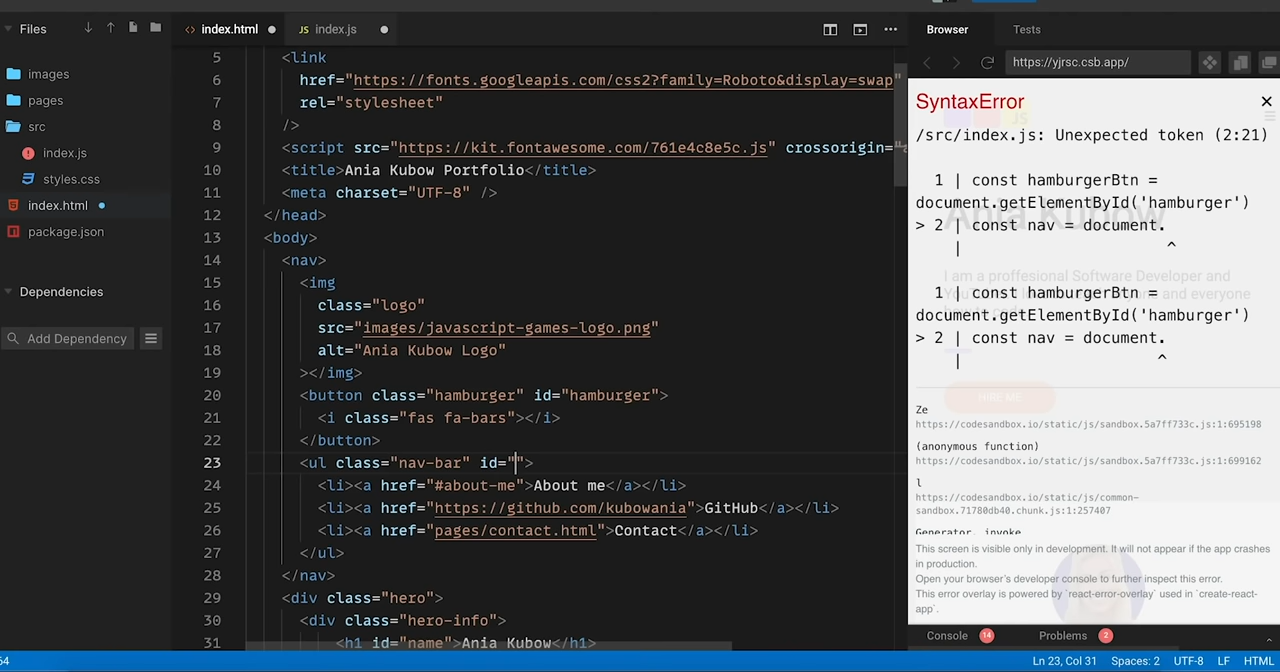 Files
images
pages
src
index.js
styles.css
index.html
package.json
Dependencies
Add Dependency
index.html
JS index.js
5 <link
6 href="https://fonts.googleapis.com/css2?family=Roboto&display=swap"
7 rel="stylesheet"
8 />
9 <script src="https://kit.fontawesome.com/761e4c8e5c.js" crossorigin="a
10 <title>Ania Kubow Portfolio</title>
11 <meta charset="UTF-8" />
12 </head>
13 <body>
14 <nav>
15 <img
16 class="logo"
17 src="images/javascript-games-logo.png"
18 alt="Ania Kubow Logo"
19 ></img>
20 <button class="hamburger" id="hamburger">
21 <i class="fas fa-bars"></i>
22 </button>
23 <ul class="nav-bar" id="">
24 <li><a href="#about-me">About me</a></li>
25 <li><a href="https://github.com/kubowania">GitHub</a></li>
26 <li><a href="pages/contact.html">Contact</a></li>
27 </ul>
28 </nav>
29 <div class="hero">
30 <div class="hero-info">
31 <h1 id="name">Ania Kubow</h1>
Browser
Tests
https://yjrsc.csb.app/
SyntaxError
JS
/src/index.js: Unexpected token (2:21)
1 | const hamburgerBtn =
document.getElementById('hamburger')
Ania Kubow
> 2 | const nav = document.
| ^
I am a proffesional Software Developer and
1 | const hamburgerBtn =
document.getElementById('hamburger')
> 2 | const nav = document.
| ^
HIRE ME
Ze
https://codesandbox.io/static/js/sandbox.5a7ff733c.js:1:695198
(anonymous function)
https://codesandbox.io/static/js/sandbox.5a7ff733c.js:1:699162
l
https://codesandbox.io/static/js/common-
sandbox.71780db40.chunk.js:1:257407
Generator. invoke
This screen is visible only in development. It will not appear if the app crashes
in production.
Open your browser's developer console to further inspect this error.
This error overlay is powered by `react-error-overlay` used in `create-react-
app`.
Console 14
Problems 2
64
Ln 23, Col 31
Spaces: 2
UTF-8
LF
HTML